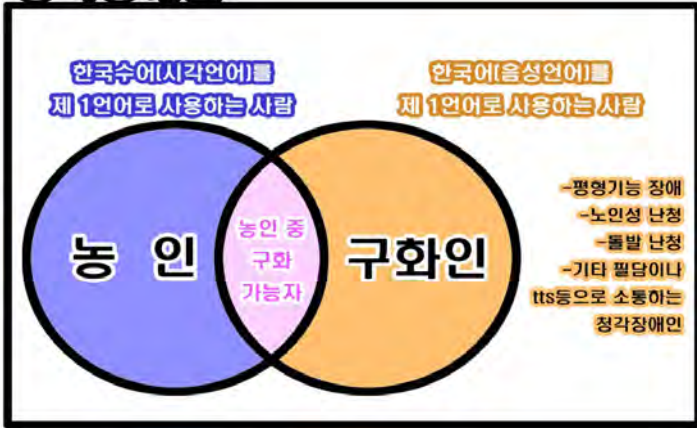 한국수어(시각언어)를
제 1언어로 사용하는 사람
한국어(음성언어)를
제 1언어로 사용하는 사람
농 인
농인 중
구화
가능자
구화인
-평형기능 장애
-노인성 난청
-돌발 난청
-기타 필담이나
tts등으로 소통하는
청각장애인